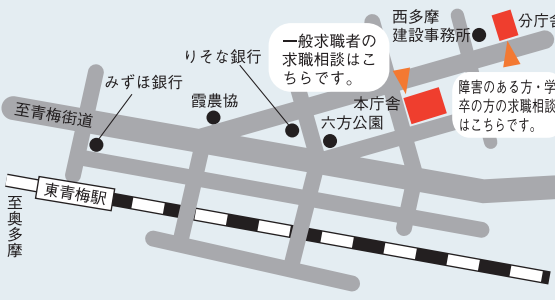 西多摩
建設事務所
分庁舎
一般求職者の
求職相談はこ
ちらです。
りそな銀行
みずほ銀行
霞農協
本庁舎
六方公園
障害のある方・学
卒の方の求職相談
はこちらです。
至青梅街道
東青梅駅
至奥多摩